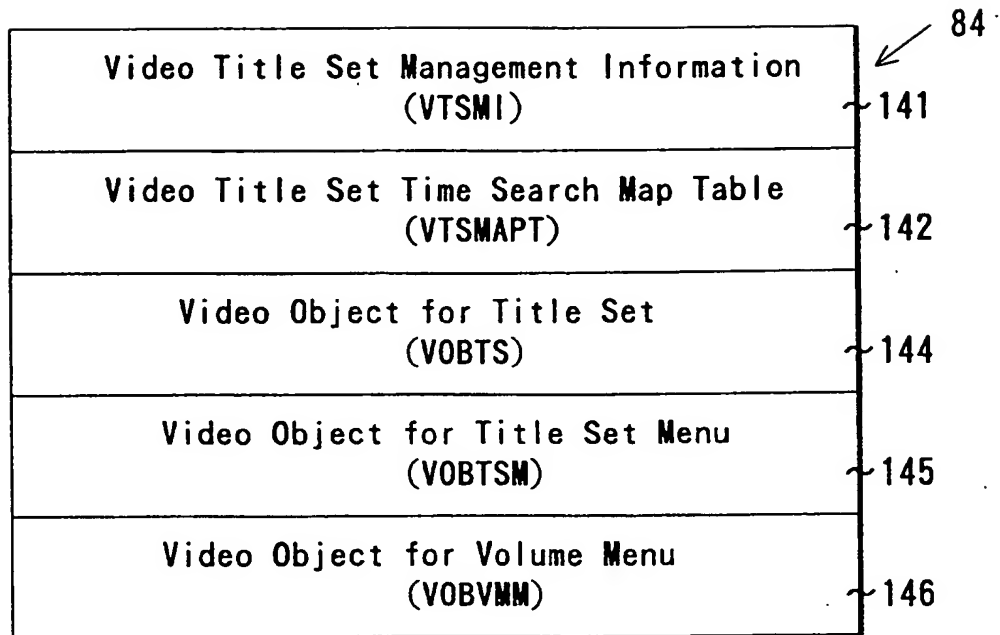 84
Video Title Set Management Information
(VTSMI)
141
Video Title Set Time Search Map Table
(VTSMAPT)
142
Video Object for Title Set
(VOBTS)
144
Video Object for Title Set Menu
(VOBTSM)
145
Video Object for Volume Menu
(VOBVMM)
146